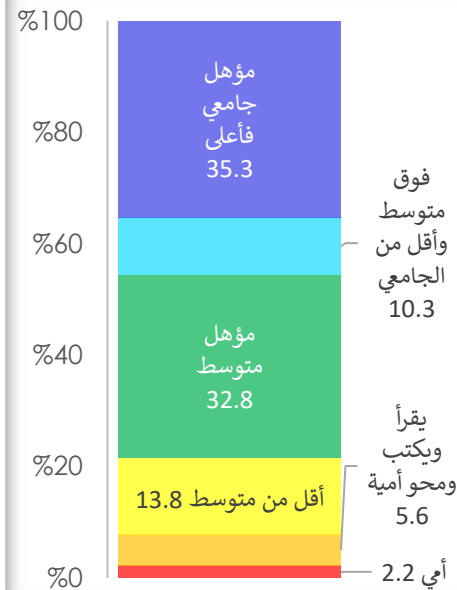 %100
%80
%60
%40
%20
%0
مؤهل
جامعي
فأعلى
35.3
فوق
متوسط
وأقل من
الجامعي
10.3
مؤهل
متوسط
32.8
أقل من متوسط 13.8
يقرأ
ويكتب
ومحو أمية
5.6
أمي 2.2